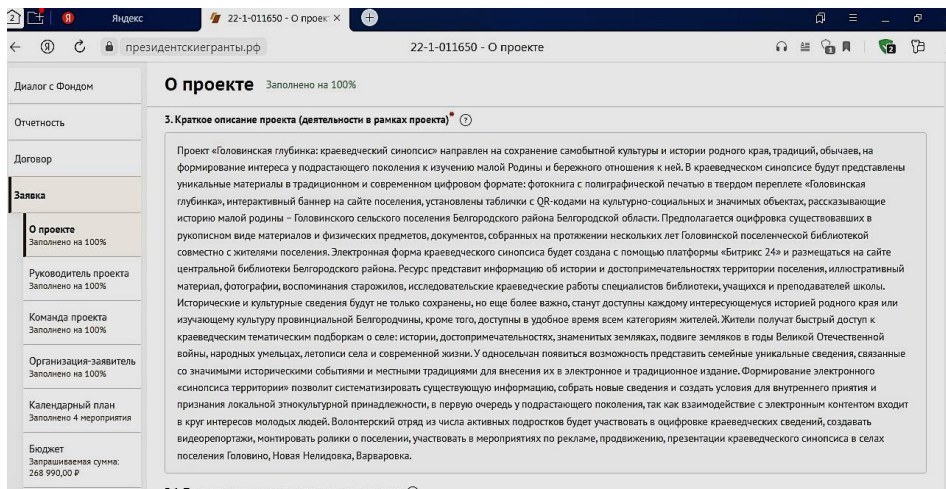 2
Я
Яндекс
22-1-011650 - О проек
президентскиегранты.рф
22-1-011650 - О проекте
Диалог с Фондом
Отчетность
Договор
Заявка
О проекте
Заполнено на 100%
Руководитель проекта
Заполнено на 100%
Команда проекта
Заполнено на 100%
Организация-заявитель
Заполнено на 100%
Календарный план
Заполнено 4 мероприятия
Бюджет
Запрашиваемая сумма:
268 990,00 ₽
О проекте Заполнено на 100%
3. Краткое описание проекта (деятельности в рамках проекта)* ?
Проект «Головинская глубинка: краеведческий синопсис» направлен на сохранение самобытной культуры и истории родного края, традиций, обычаев, на
формирование интереса у подрастающего поколения к изучению малой Родины и бережного отношения к ней. В краеведческом синопсисе будут представлены
уникальные материалы в традиционном и современном цифровом формате: фотокнига с полиграфической печатью в твердом переплете «Головинская
глубинка», интерактивный баннер на сайте поселения, установлены таблички с QR-кодами на культурно-социальных и значимых объектах, рассказывающие
историю малой родины – Головинского сельского поселения Белгородского района Белгородской области. Предполагается оцифровка существовавших в
рукописном виде материалов и физических предметов, документов, собранных на протяжении нескольких лет Головинской поселенческой библиотекой
совместно с жителями поселения. Электронная форма краеведческого синопсиса будет создана с помощью платформы «Битрикс 24» и размещаться на сайте
центральной библиотеки Белгородского района. Ресурс представит информацию об истории и достопримечательностях территории поселения, иллюстративный
материал, фотографии, воспоминания старожилов, исследовательские краеведческие работы специалистов библиотеки, учащихся и преподавателей школы.
Исторические и культурные сведения будут не только сохранены, но еще более важно, станут доступны каждому интересующемуся историей родного края или
изучающему культуру провинциальной Белгородчины, кроме того, доступны в удобное время всем категориям жителей. Жители получат быстрый доступ к
краеведческим тематическим подборкам о селе: истории, достопримечательностях, знаменитых земляках, подвиге земляков в годы Великой Отечественной
войны, народных умельцах, летописи села и современной жизни. У односельчан появиться возможность представить семейные уникальные сведения, связанные
со значимыми историческими событиями и местными традициями для внесения их в электронное и традиционное издание. Формирование электронного
«синопсиса территории» позволит систематизировать существующую информацию, собрать новые сведения и создать условия для внутреннего приятия и
признания локальной этнокультурной принадлежности, в первую очередь у подрастающего поколения, так как взаимодействие с электронным контентом входит
в круг интересов молодых людей. Волонтерский отряд из числа активных подростков будет участвовать в оцифровке краеведческих сведений, создавать
видеорепортажи, монтировать ролики о поселении, участвовать в мероприятиях по рекламе, продвижению, презентации краеведческого синопсиса в селах
поселения Головино, Новая Нелидовка, Варваровка.